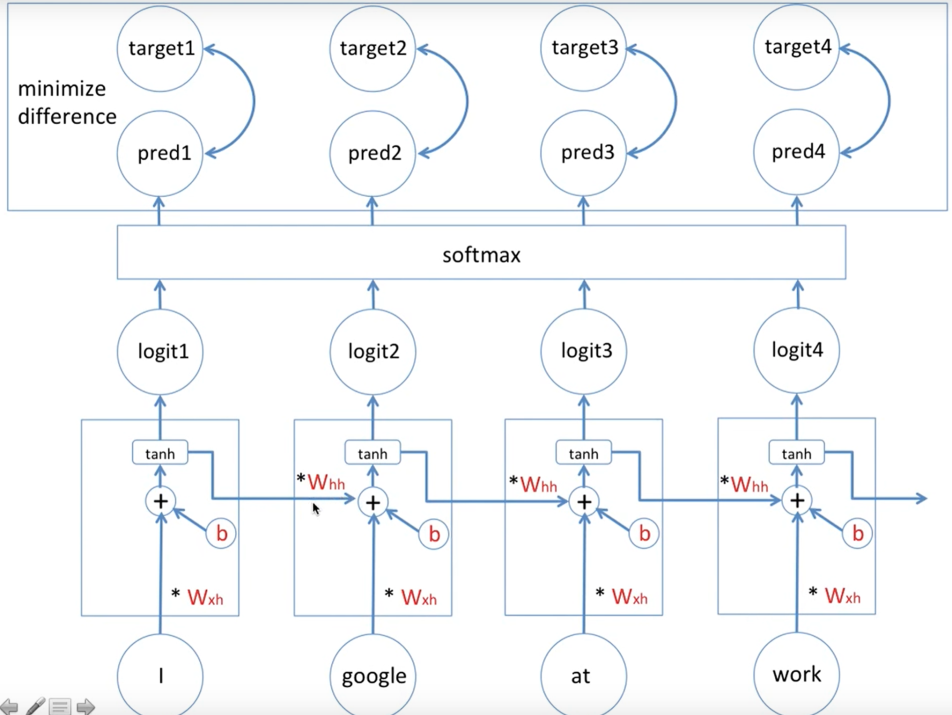 target1 target2 target3 target4
minimize
difference
pred1 pred2 pred3 pred4
softmax
logit1 logit2 logit3 logit4
tanh tanh tanh tanh
*Whh *Whh *Whh
+ + + +
b b b b
* Wxh * Wxh * Wxh * Wxh
I google at work